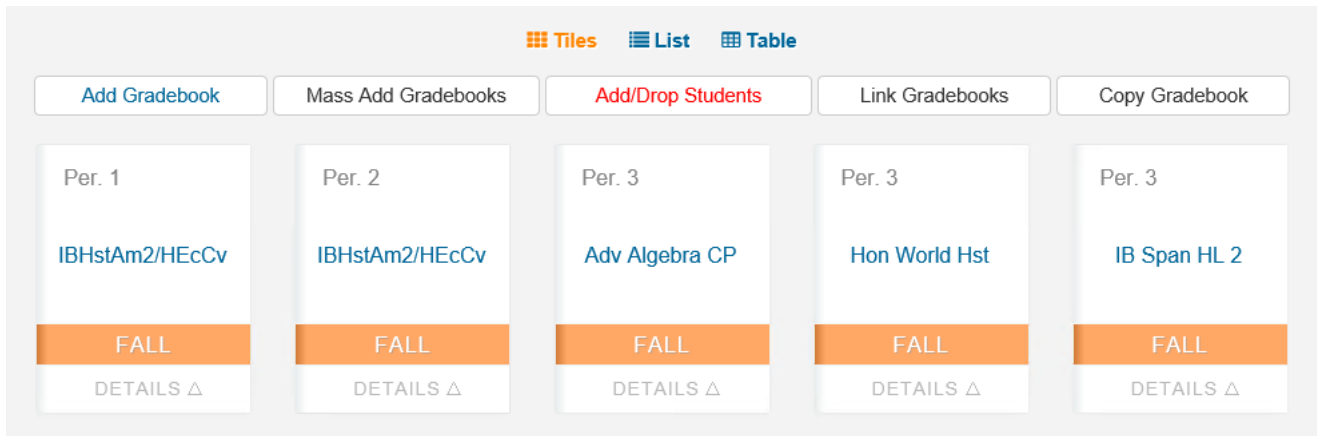 Tiles List Table
Add Gradebook Mass Add Gradebooks Add/Drop Students Link Gradebooks Copy Gradebook
Per. 1 Per. 2 Per. 3 Per. 3 Per. 3
IBHstAm2/HEcCv IBHstAm2/HEcCv Adv Algebra CP Hon World Hst IB Span HL 2
FALL FALL FALL FALL FALL
DETAILS △ DETAILS △ DETAILS △ DETAILS △ DETAILS △